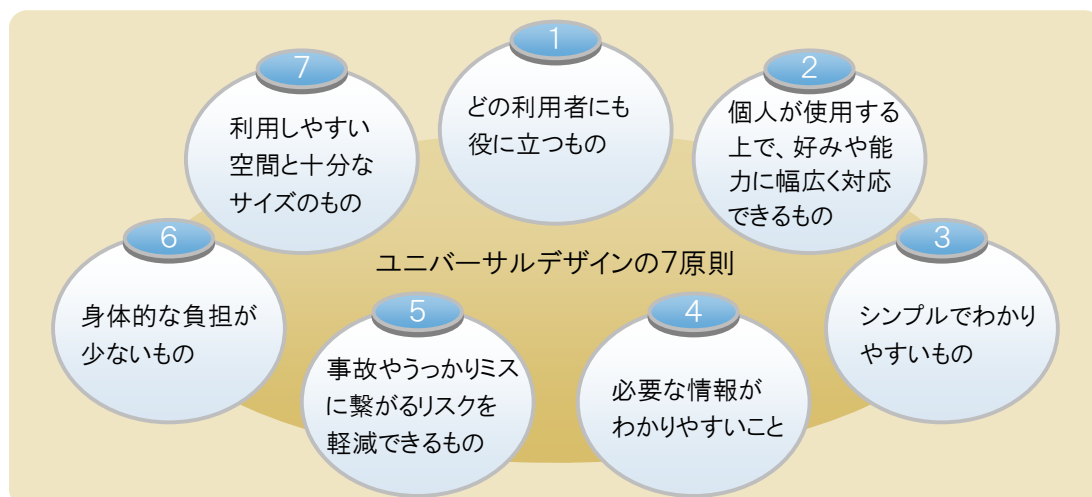 1
どの利用者にも
役に立つもの
2
個人が使用する
上で、好みや能
力に幅広く対応
できるもの
3
シンプルでわかり
やすいもの
4
必要な情報が
わかりやすいこと
5
事故やうっかりミス
に繋がるリスクを
軽減できるもの
6
身体的な負担が
少ないもの
7
利用しやすい
空間と十分な
サイズのもの
ユニバーサルデザインの7原則